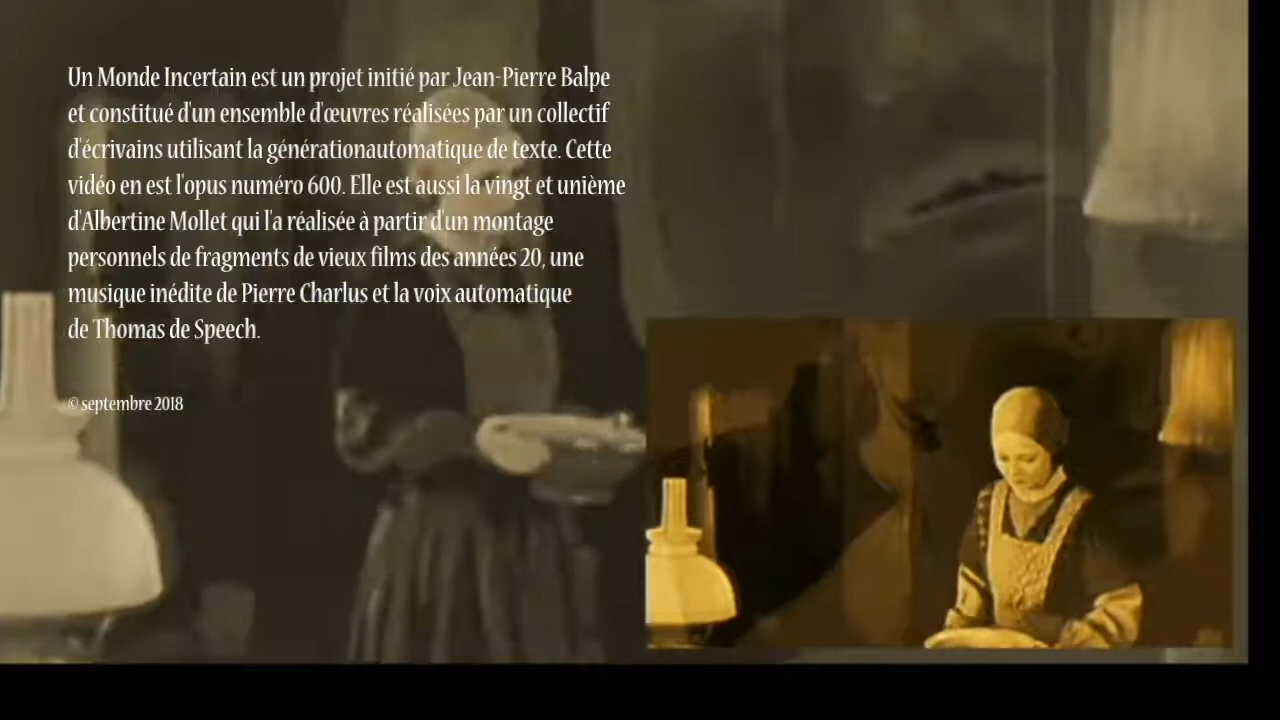 Un Monde Incertain est un projet initié par Jean-Pierre Balpe
et constitué d'un ensemble d'œuvres réalisées par un collectif
d'écrivains utilisant la générationautomatique de texte. Cette
vidéo en est l'opus numéro 600. Elle est aussi la vingt et unième
d'Albertine Mollet qui l'a réalisée à partir d'un montage
personnels de fragments de vieux films des années 20, une
musique inédite de Pierre Charlus et la voix automatique
de Thomas de Speech.
© septembre 2018